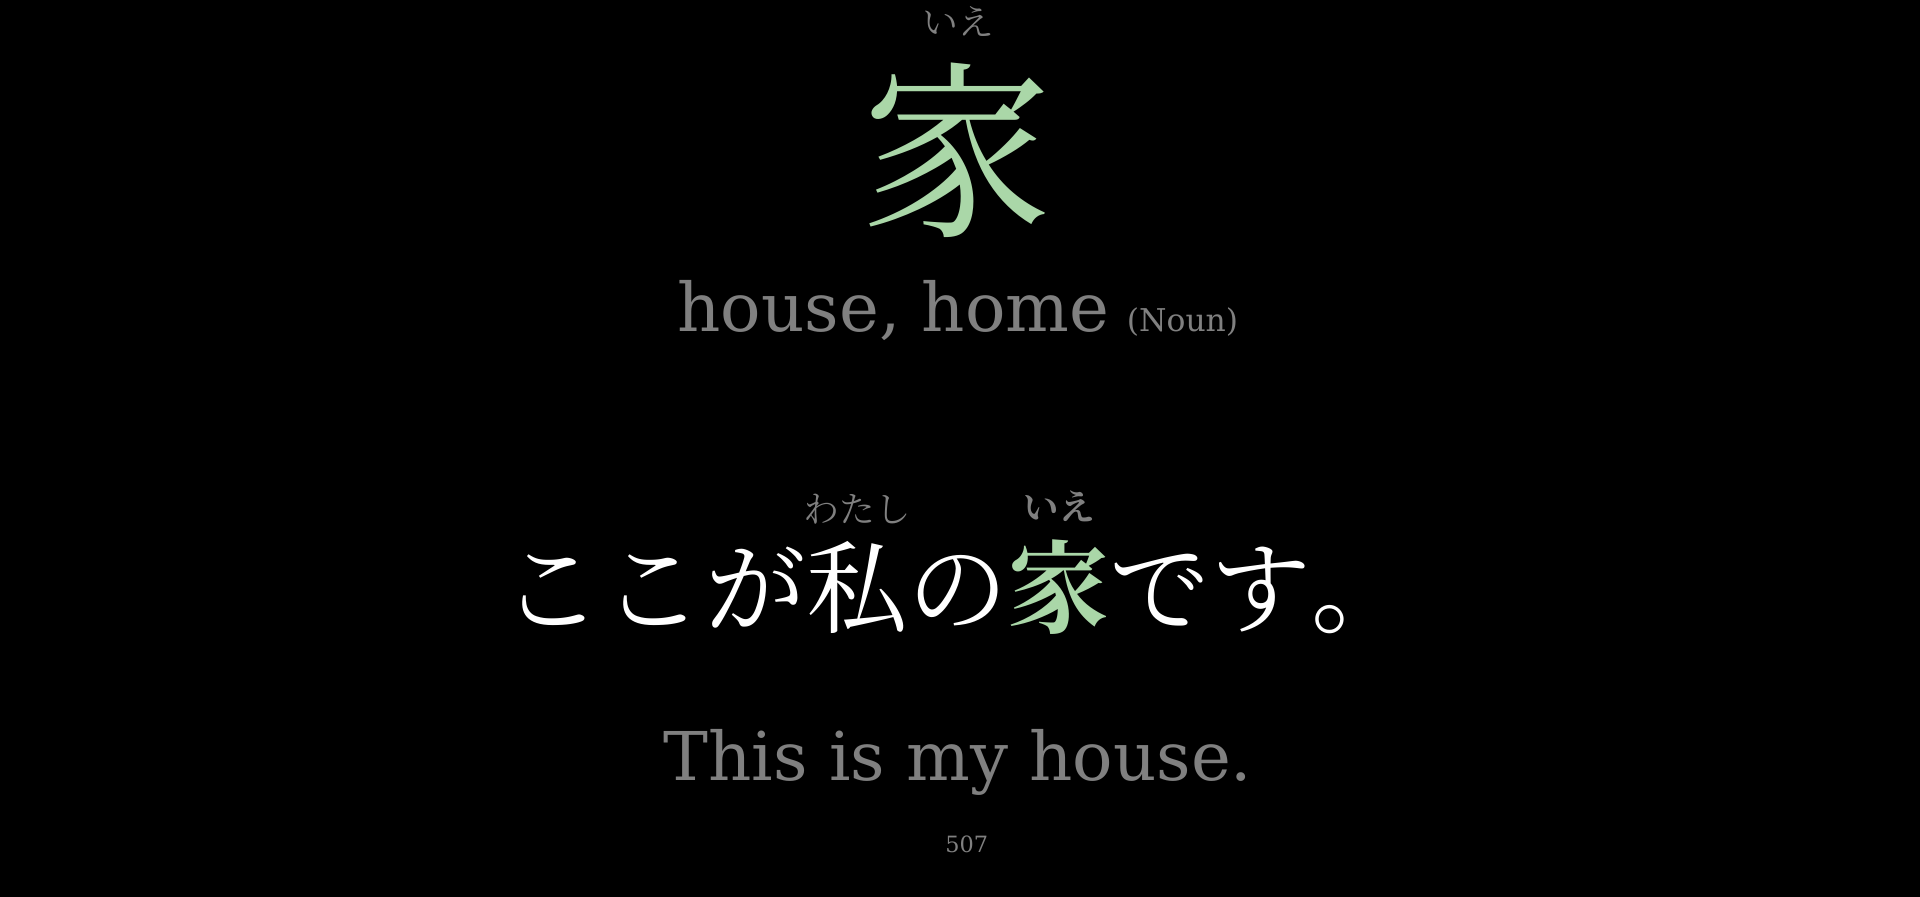 いえ
家
house, home (Noun)
わたし いえ
ここが私の家です。
This is my house.
507